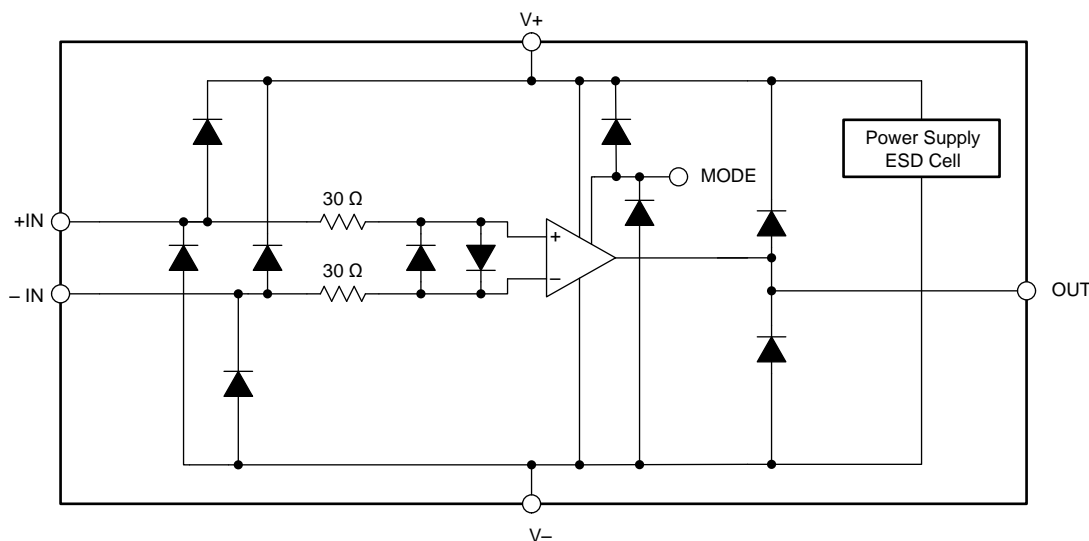 V+
Power Supply
ESD Cell
MODE
30 Ω
+IN
+
30 Ω
–
– IN
OUT
V–